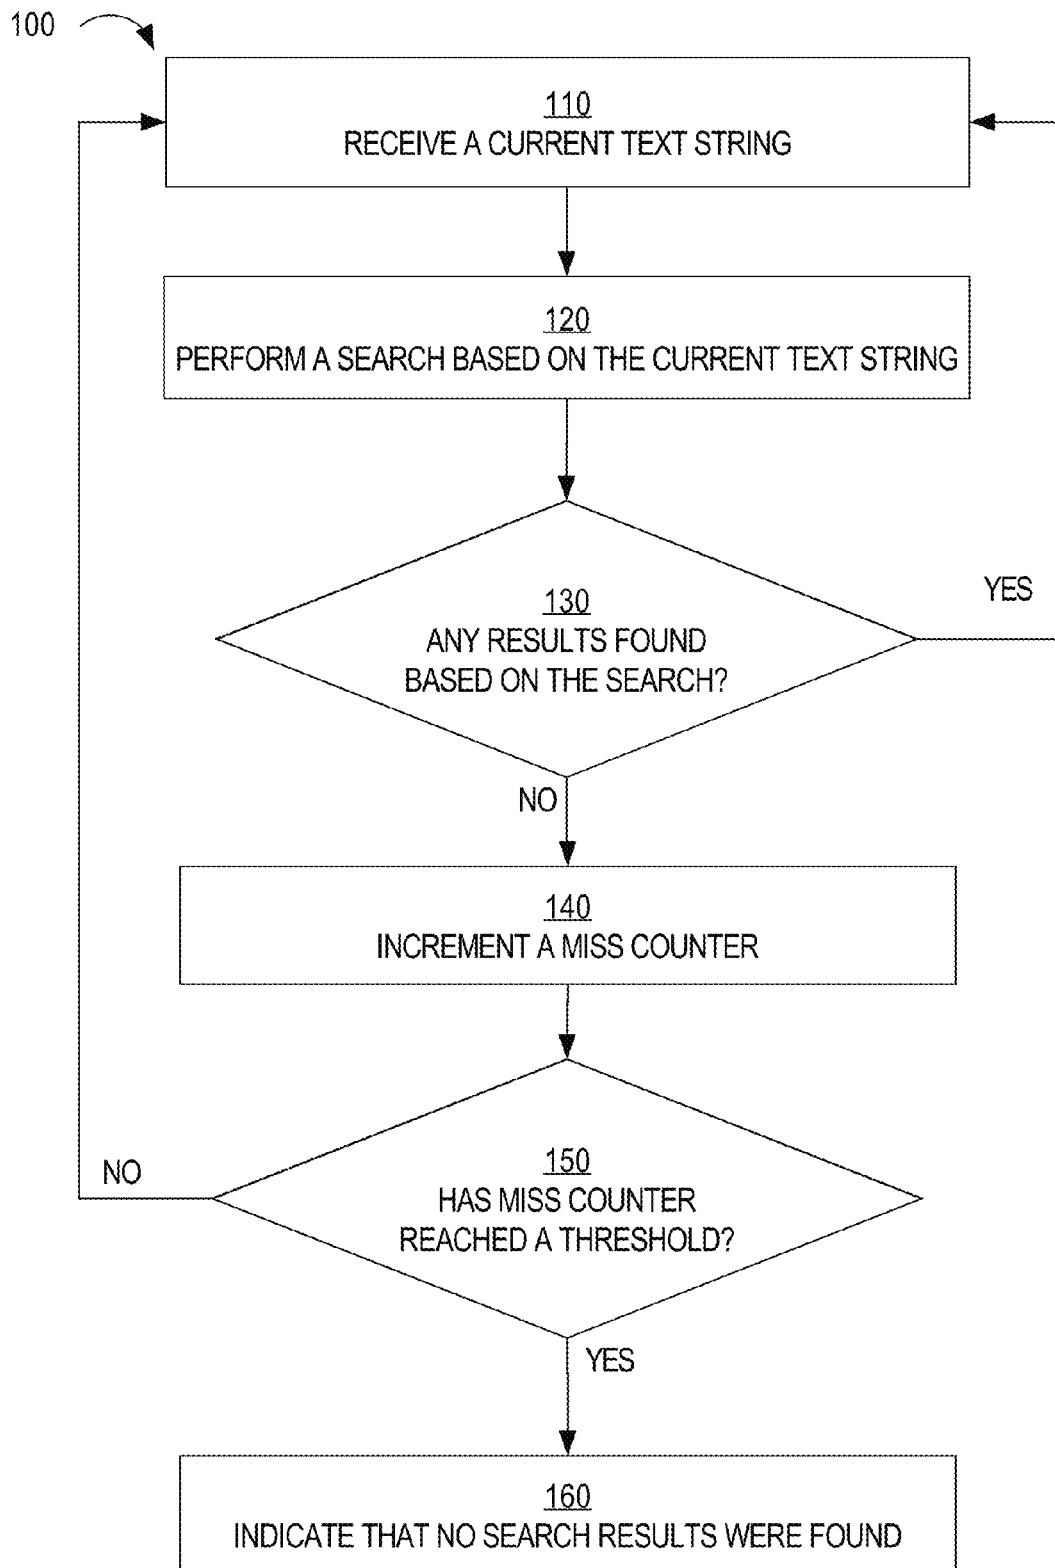 100
110
RECEIVE A CURRENT TEXT STRING
120
PERFORM A SEARCH BASED ON THE CURRENT TEXT STRING
130
ANY RESULTS FOUND
BASED ON THE SEARCH?
YES
NO
140
INCREMENT A MISS COUNTER
150
HAS MISS COUNTER
REACHED A THRESHOLD?
NO
YES
160
INDICATE THAT NO SEARCH RESULTS WERE FOUND